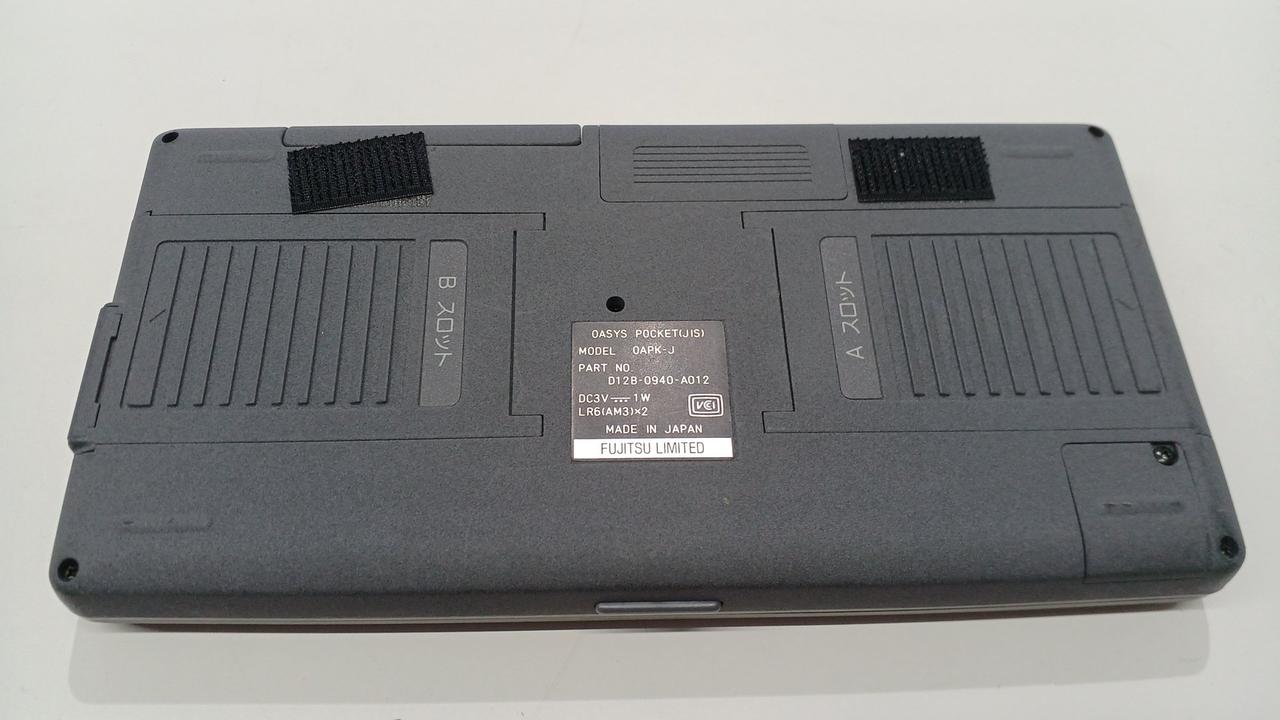 B スロット
A スロット
OASYS POCKET(JIS)
MODEL OAPK-J
PART NO.
D12B-0940-A012
DC3V⎓1W
LR6(AM3)×2
VCI
MADE IN JAPAN
FUJITSU LIMITED